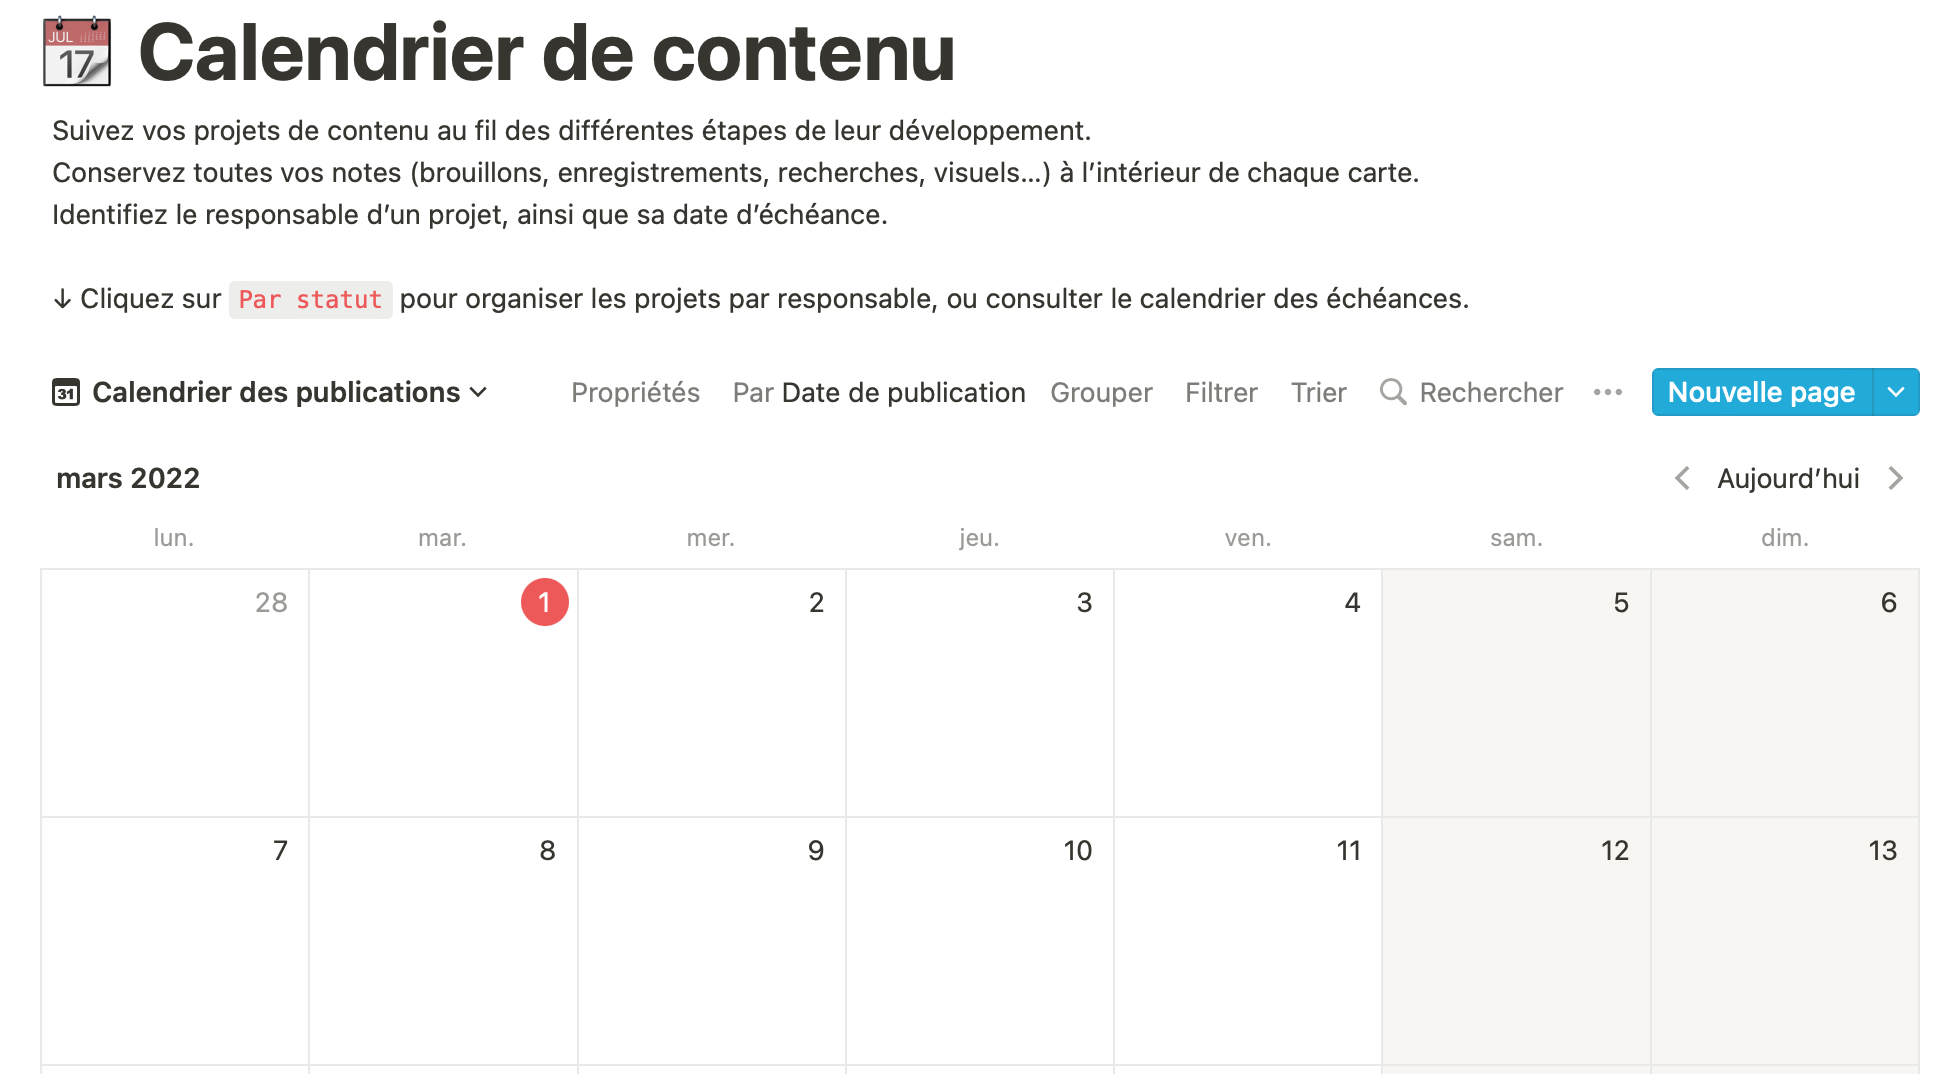 JUL
17
Calendrier de contenu
Suivez vos projets de contenu au fil des différentes étapes de leur développement.
Conservez toutes vos notes (brouillons, enregistrements, recherches, visuels…) à l’intérieur de chaque carte.
Identifiez le responsable d’un projet, ainsi que sa date d’échéance.
↓ Cliquez sur Par statut pour organiser les projets par responsable, ou consulter le calendrier des échéances.
31 Calendrier des publications Propriétés Par Date de publication Grouper Filtrer Trier Rechercher ••• Nouvelle page
mars 2022 Aujourd’hui
lun. mar. mer. jeu. ven. sam. dim.
28 1 2 3 4 5 6
7 8 9 10 11 12 13